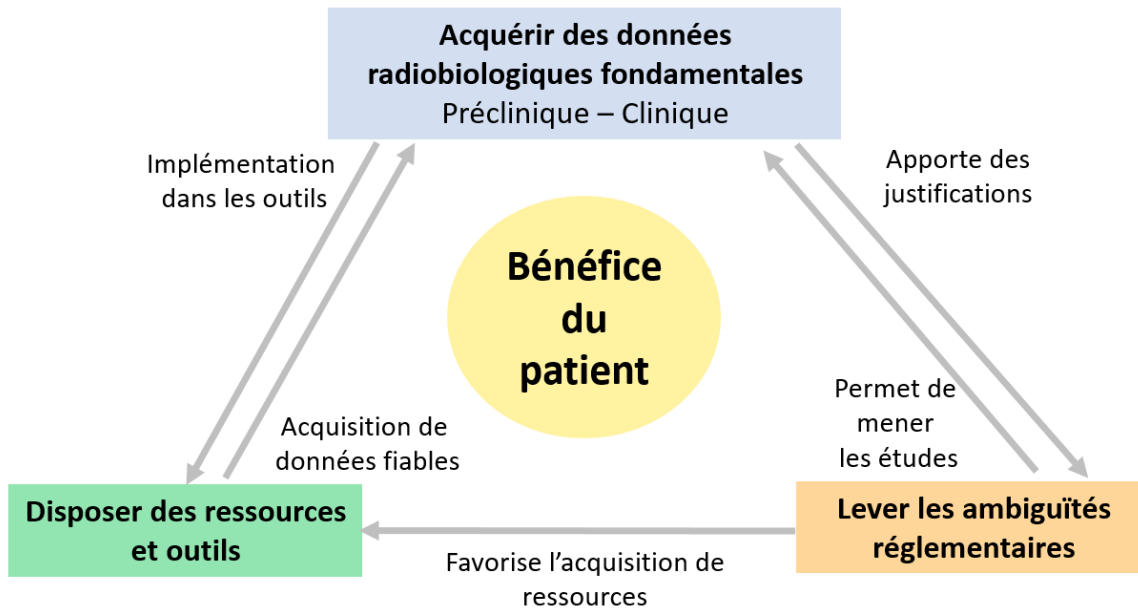 Acquérir des données
radiobiologiques fondamentales
Préclinique – Clinique
Implémentation
dans les outils
Apporte des
justifications
Bénéfice
du
patient
Permet de
mener
les études
Acquisition de
données fiables
Disposer des ressources
et outils
Lever les ambiguïtés
réglementaires
Favorise l’acquisition de
ressources